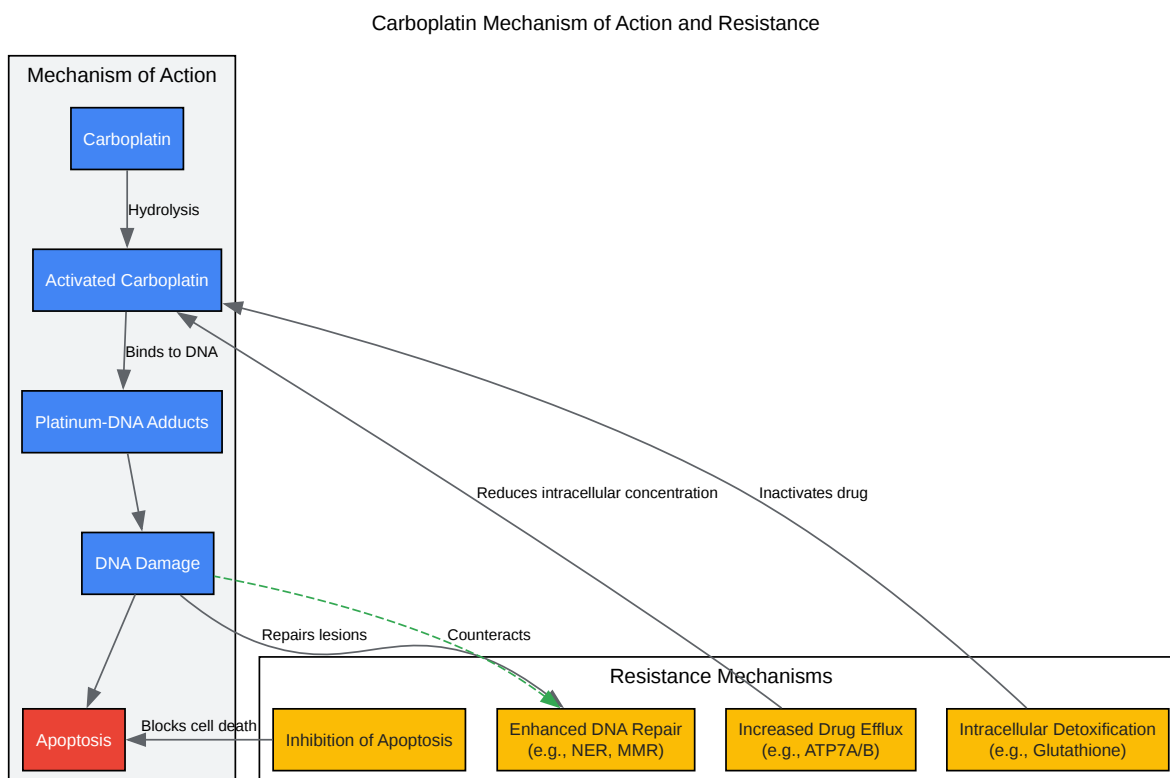 Carboplatin Mechanism of Action and Resistance
Mechanism of Action
Carboplatin
Hydrolysis
Activated Carboplatin
Binds to DNA
Platinum-DNA Adducts
Reduces intracellular concentration
Inactivates drug
DNA Damage
Repairs lesions
Counteracts
Resistance Mechanisms
Apoptosis
Blocks cell death
Inhibition of Apoptosis
Enhanced DNA Repair
(e.g., NER, MMR)
Increased Drug Efflux
(e.g., ATP7A/B)
Intracellular Detoxification
(e.g., Glutathione)